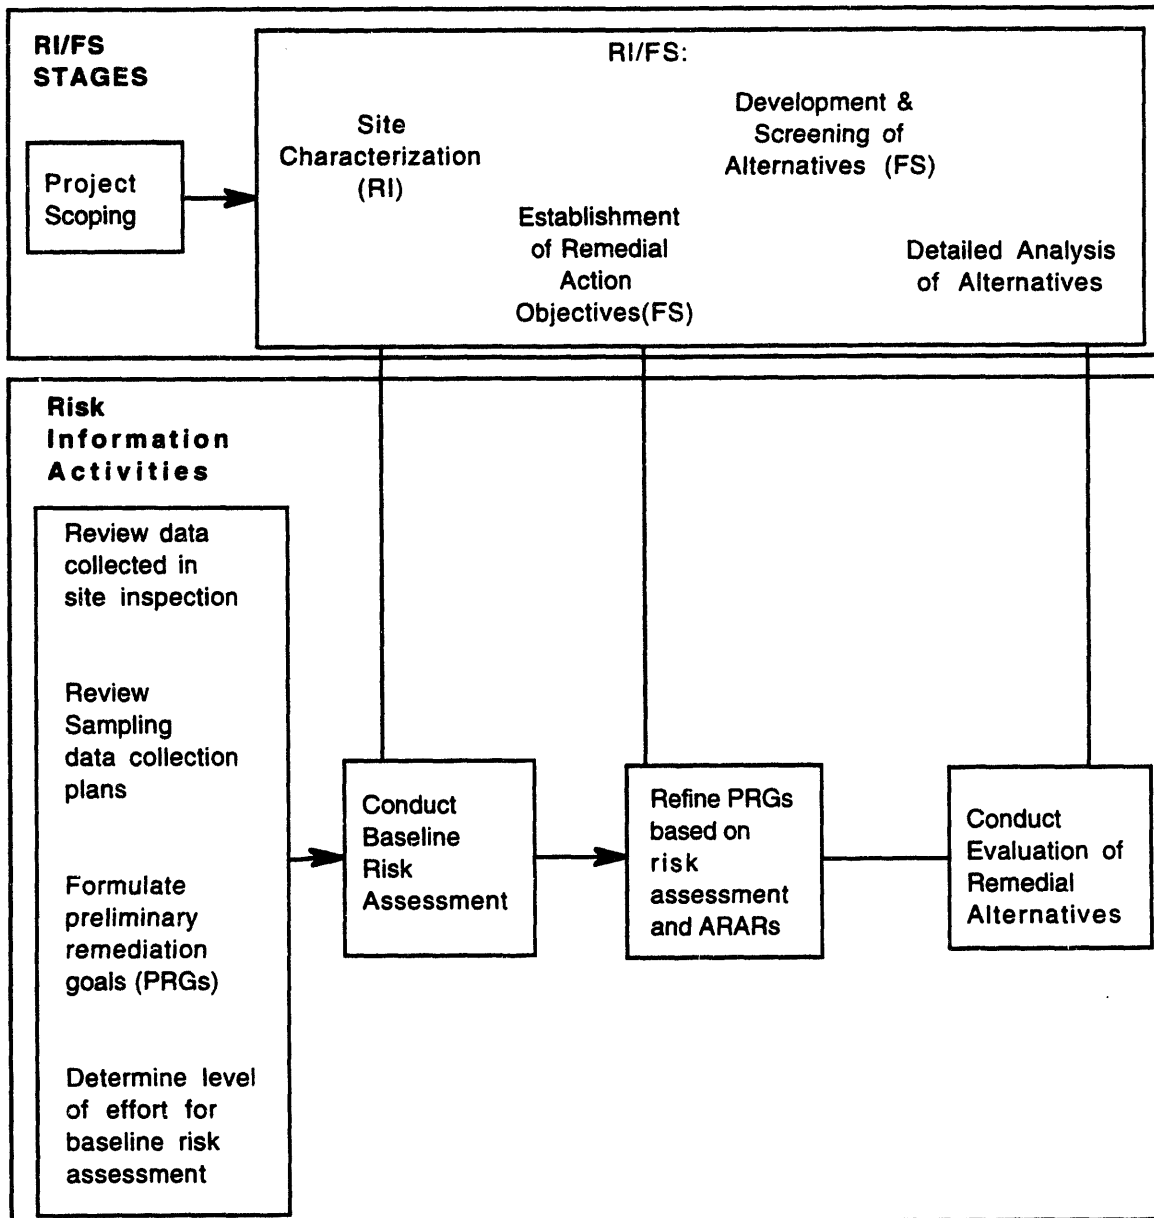 RI/FS
STAGES
Project
Scoping
RI/FS:
Site
Characterization
(RI)
Establishment
of Remedial
Action
Objectives(FS)
Development &
Screening of
Alternatives (FS)
Detailed Analysis
of Alternatives
Risk
Information
Activities
Review data
collected in
site inspection
Review
Sampling
data collection
plans
Formulate
preliminary
remediation
goals (PRGs)
Determine level
of effort for
baseline risk
assessment
Conduct
Baseline
Risk
Assessment
Refine PRGs
based on
risk
assessment
and ARARs
Conduct
Evaluation of
Remedial
Alternatives